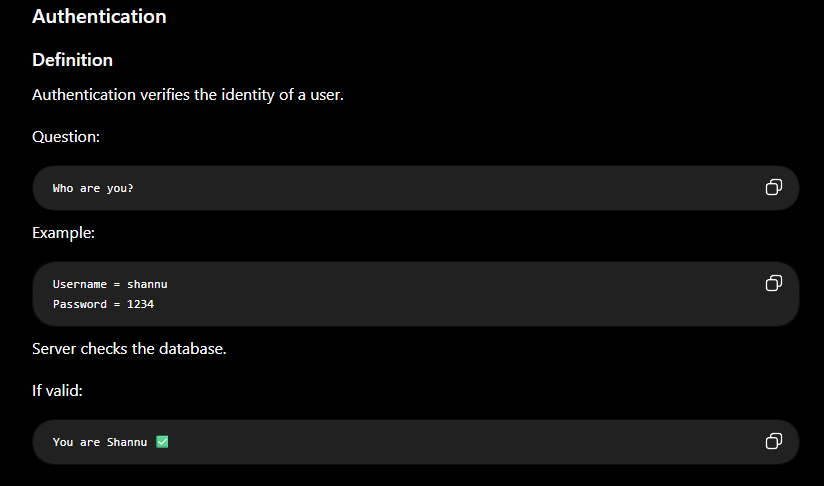 Authentication
Definition
Authentication verifies the identity of a user.
Question:
Who are you?
Example:
Username = shannu
Password = 1234
Server checks the database.
If valid:
You are Shannu ✅